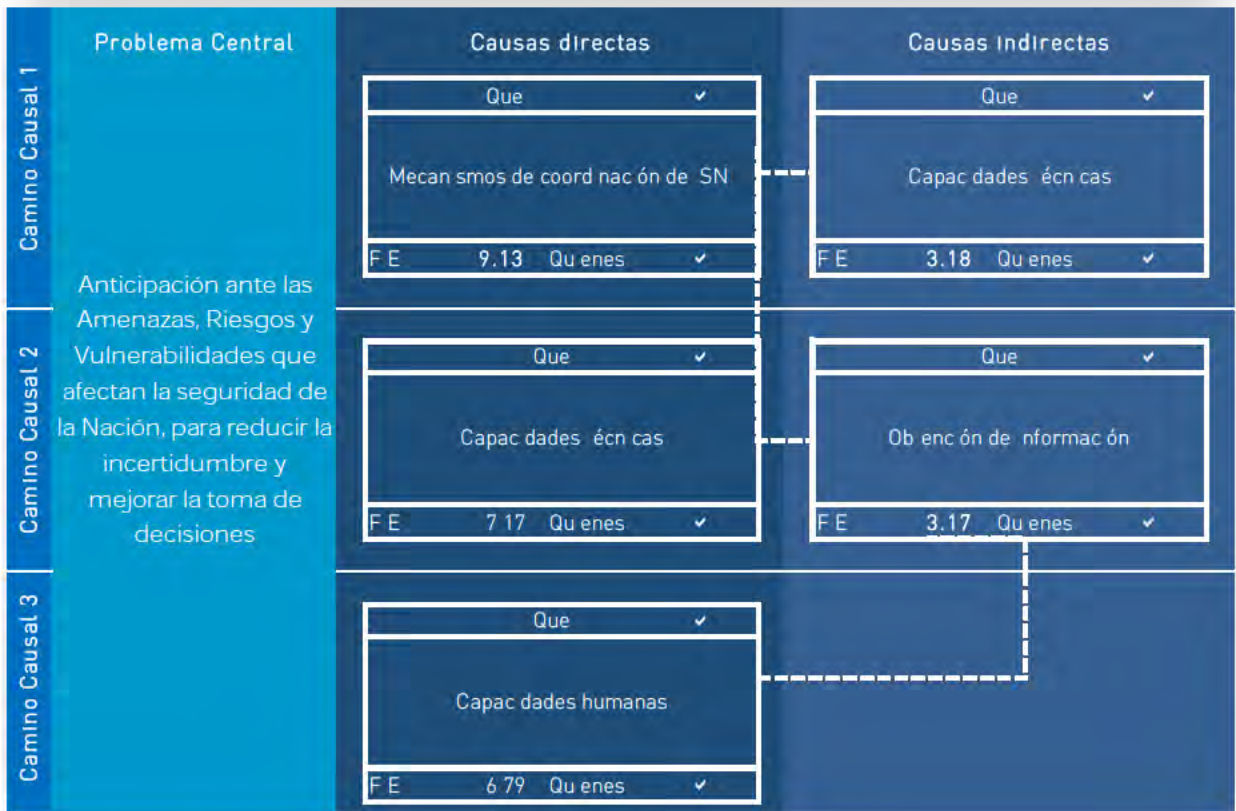 Problema Central
Causas directas
Causas indirectas
Camino Causal 1
Que ✓
Mecan smos de coord nac ón de SN
F E 9.13 Qu enes ✓
Que ✓
Capac dades écn cas
F E 3.18 Qu enes ✓
Anticipación ante las
Amenazas, Riesgos y
Vulnerabilidades que
afectan la seguridad de
la Nación, para reducir la
incertidumbre y
mejorar la toma de
decisiones
Camino Causal 2
Que ✓
Capac dades écn cas
F E 7 17 Qu enes ✓
Que ✓
Ob enc ón de nformac ón
F E 3.17 Qu enes ✓
Camino Causal 3
Que ✓
Capac dades humanas
F E 6 79 Qu enes ✓